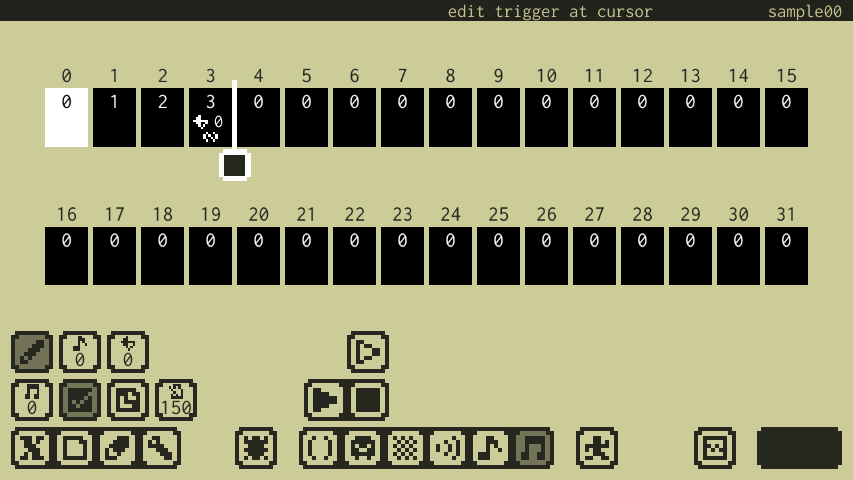 edit trigger at cursor sample00
0 1 2 3 4 5 6 7 8 9 10 11 12 13 14 15
0 1 2 3 0 0 0 0 0 0 0 0 0 0 0 0
0
16 17 18 19 20 21 22 23 24 25 26 27 28 29 30 31
0 0 0 0 0 0 0 0 0 0 0 0 0 0 0 0
0 0
0 150